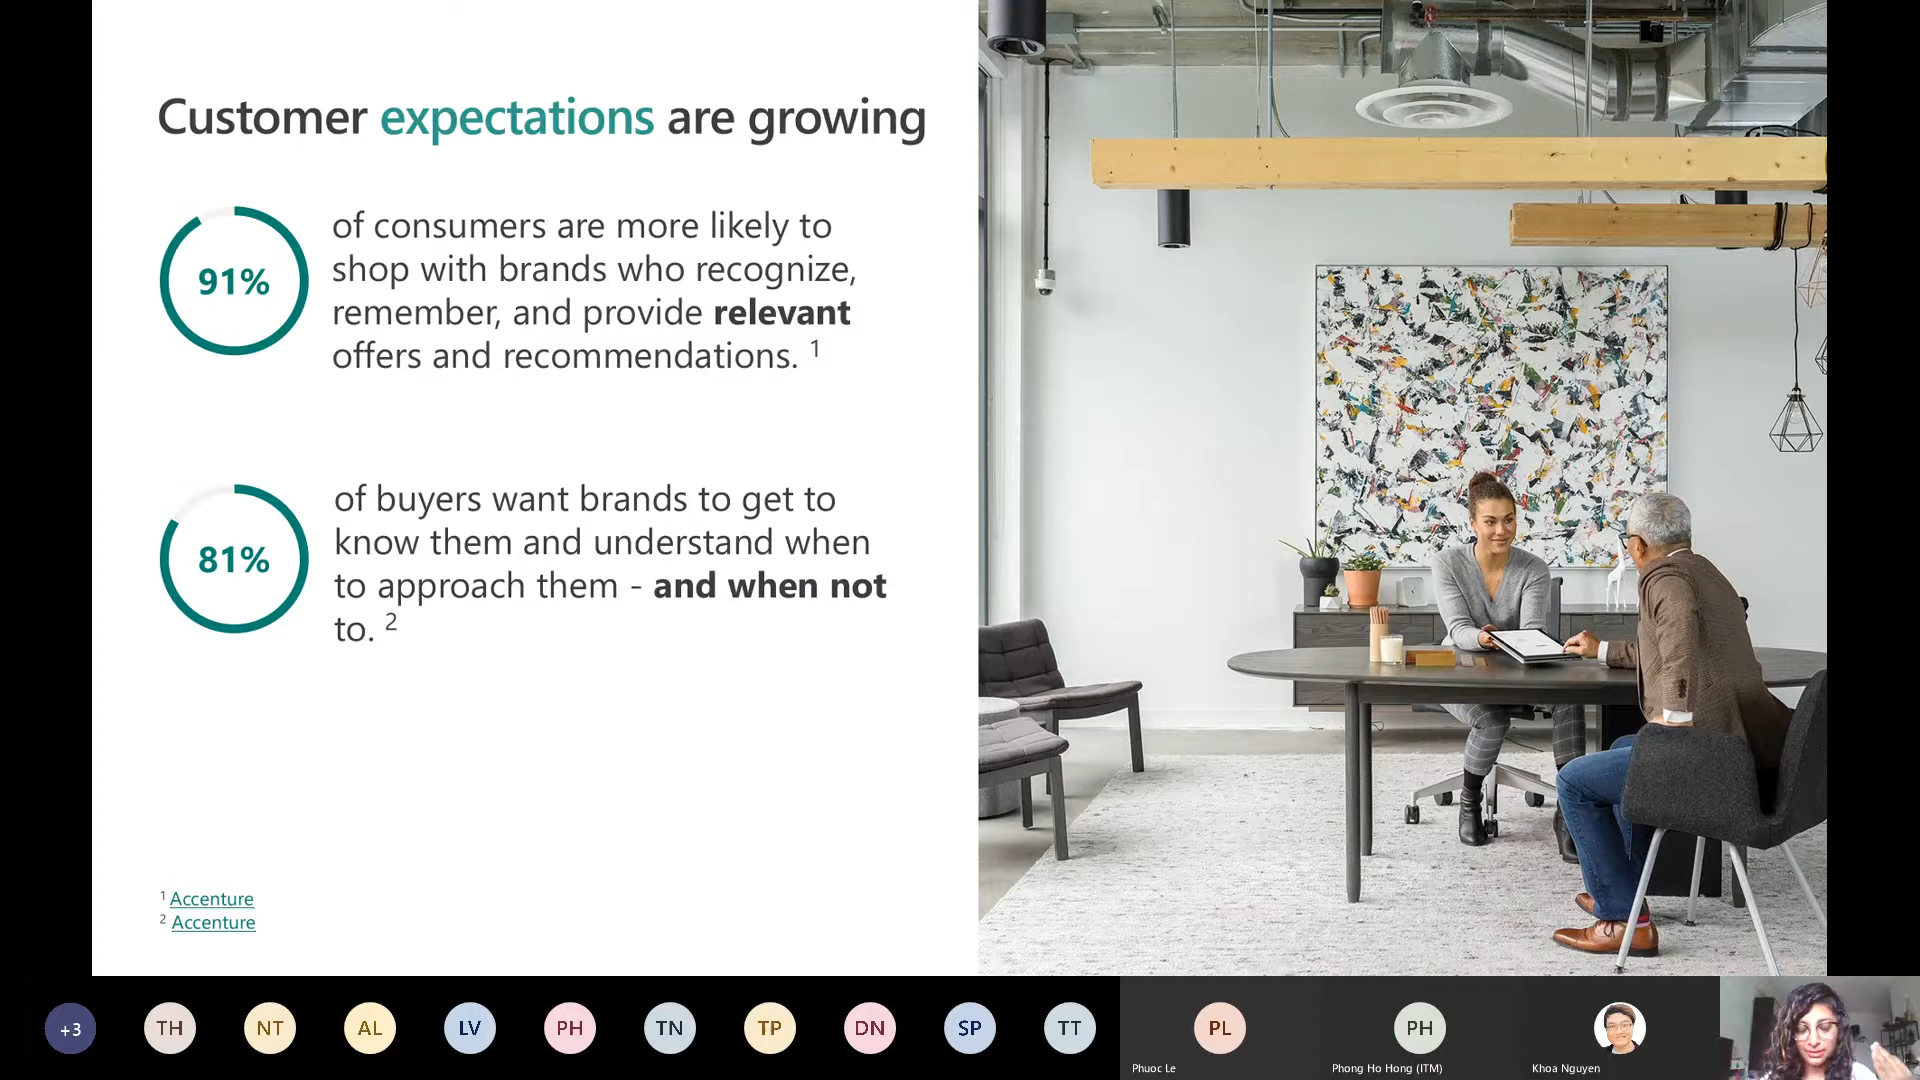 Customer expectations are growing
91%
of consumers are more likely to
shop with brands who recognize,
remember, and provide relevant
offers and recommendations. 1
81%
of buyers want brands to get to
know them and understand when
to approach them - and when not
to. 2
1 Accenture
2 Accenture
+3
TH
NT
AL
LV
PH
TN
TP
DN
SP
TT
PL
Phuoc Le
PH
Phong Ho Hong (ITM)
Khoa Nguyen